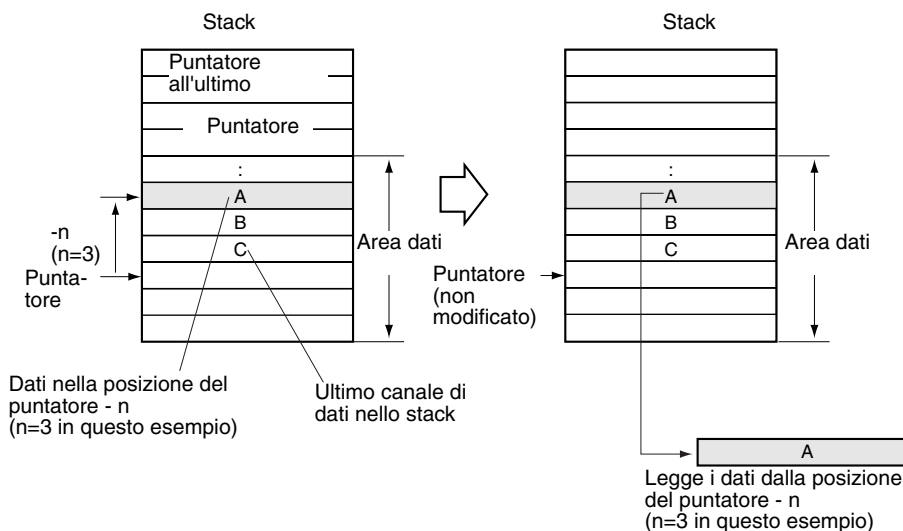 Stack
Puntatore
all'ultimo
Puntatore
:
A
B
C
Area dati
-n
(n=3)
Punta-
tore
Dati nella posizione del
puntatore - n
(n=3 in questo esempio)
Ultimo canale di
dati nello stack
Stack
:
A
B
C
Area dati
Puntatore
(non
modificato)
A
Legge i dati dalla posizione
del puntatore - n
(n=3 in questo esempio)